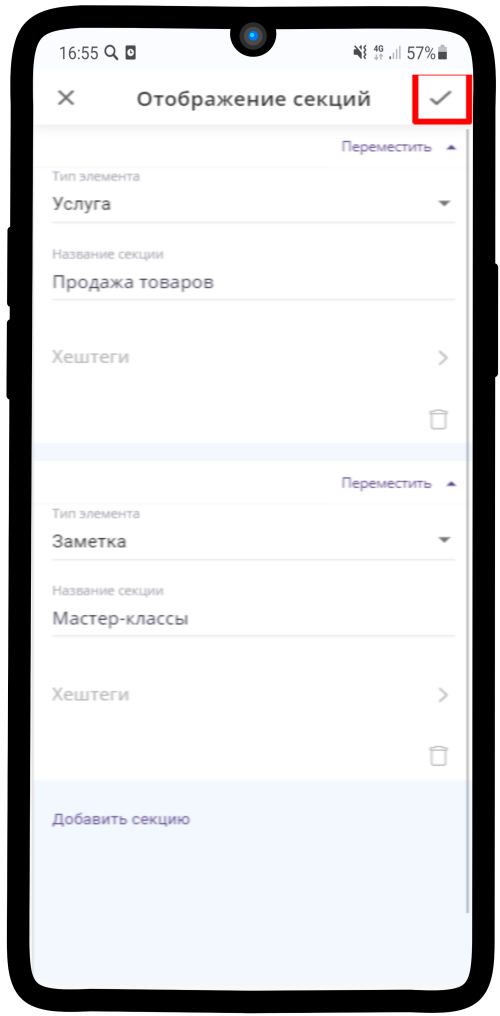 16:55 4G 57%
Отображение секций
Переместить
Тип элемента
Услуга
Название секции
Продажа товаров
Хештеги
Переместить
Тип элемента
Заметка
Название секции
Мастер-классы
Хештеги
Добавить секцию